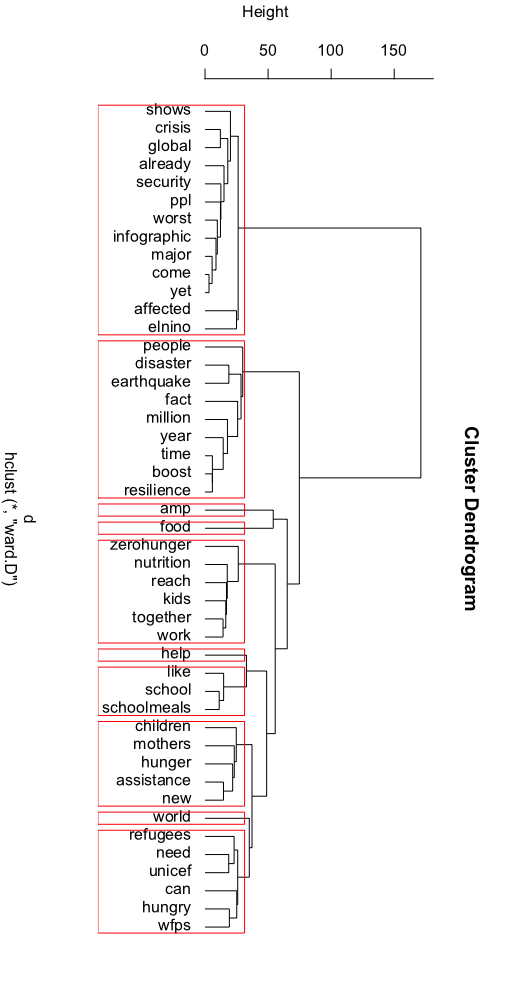 Height
0 50 100 150
shows
crisis
global
already
security
ppl
worst
infographic
major
come
yet
affected
elnino
people
disaster
earthquake
fact
million
year
time
boost
resilience
amp
food
zerohunger
nutrition
reach
kids
together
work
help
like
school
schoolmeals
children
mothers
hunger
assistance
new
world
refugees
need
unicef
can
hungry
wfps
Cluster Dendrogram
d
hclust (*, "ward.D")